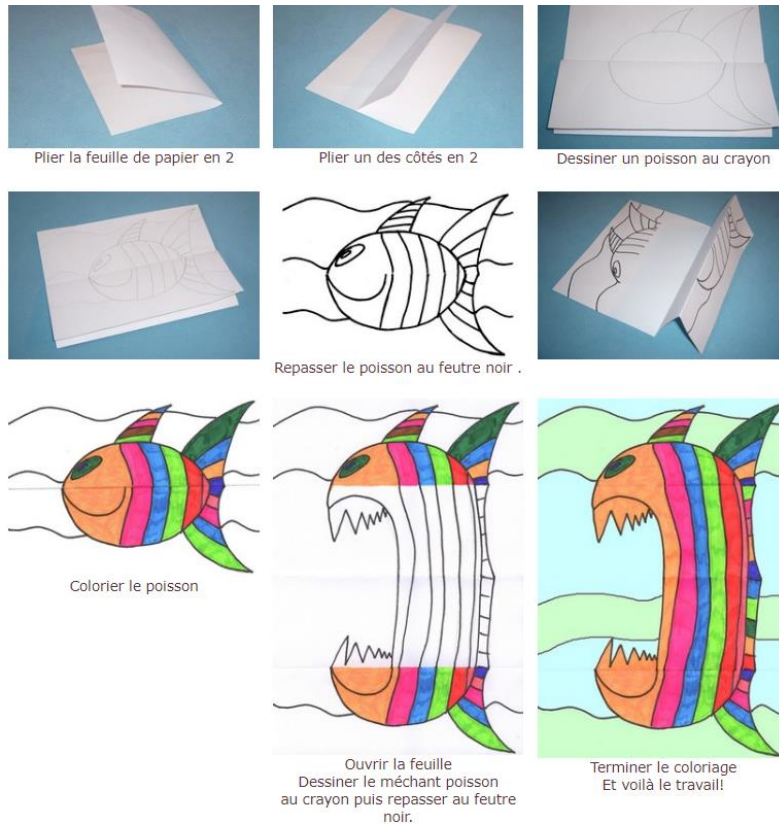 Plier la feuille de papier en 2
Plier un des côtés en 2
Dessiner un poisson au crayon
Repasser le poisson au feutre noir .
Colorier le poisson
Ouvrir la feuille
Dessiner le méchant poisson
au crayon puis repasser au feutre
noir.
Terminer le coloriage
Et voilà le travail!